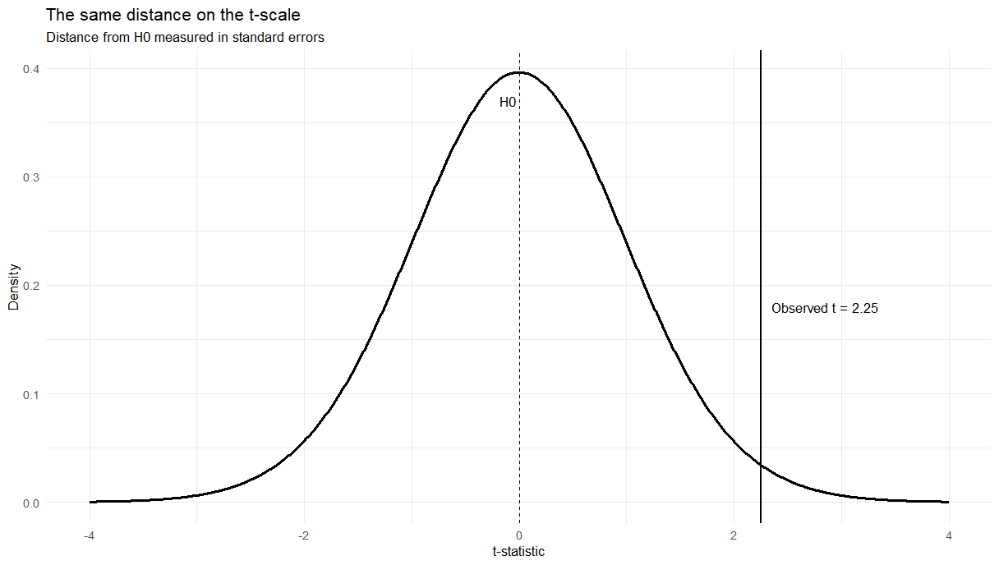 The same distance on the t-scale
Distance from H0 measured in standard errors
0.4
H0
0.3
Density
0.2
Observed t = 2.25
0.1
0.0
-4
-2
0
2
4
t-statistic